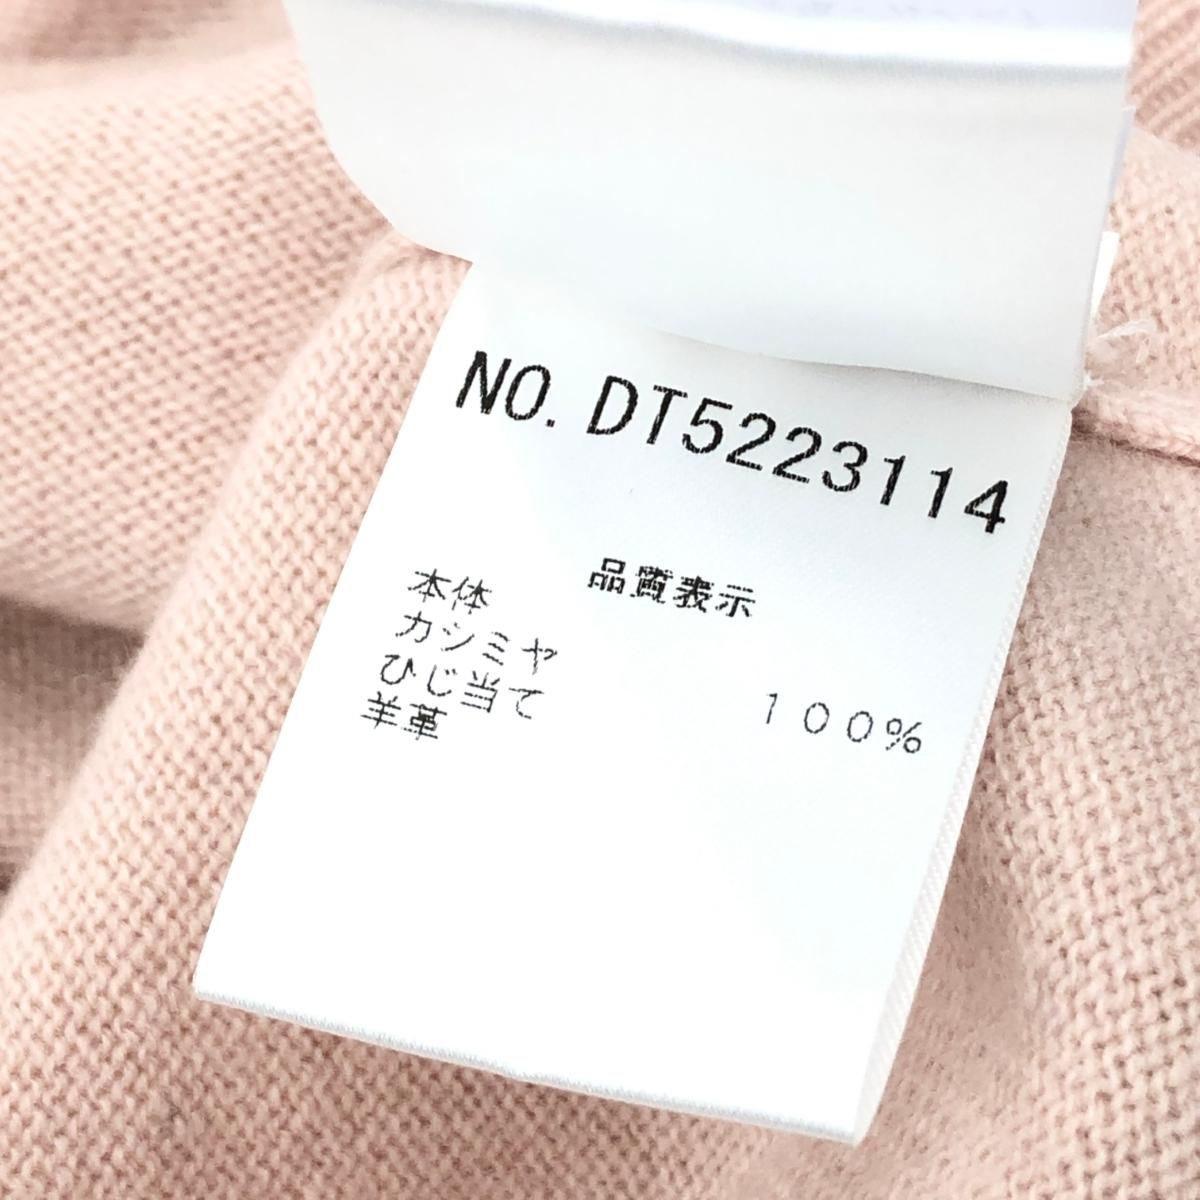 NO. DT5223114
品質表示
本体
カシミヤ 100%
ひじ当て
羊革